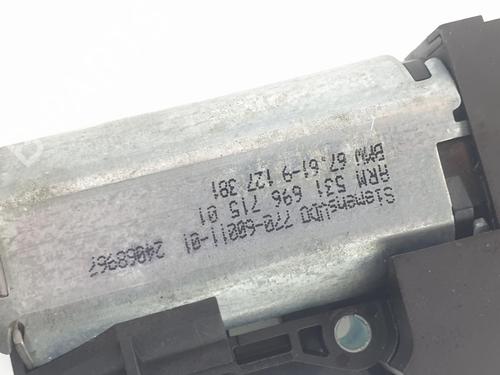 SiemensVDO 770-60011-01 24068967
ARM 531 696 715 01
BMW 67.61-9 127 381